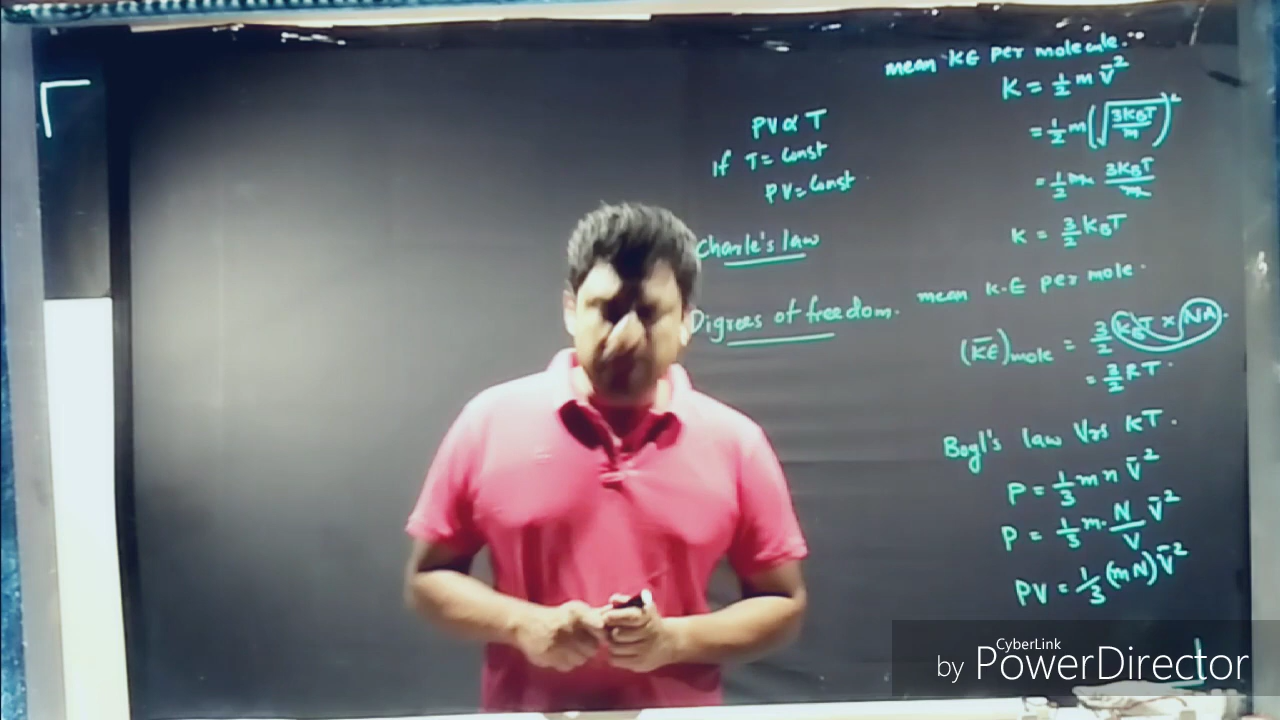 mean KE per molecule.
K = 1/2 m v̄²
= 1/2 m (√(3kBT/m))²
= 1/2 m 3kBT/m
K = 3/2 kBT
mean K.E per mole.
(K̄Ē)mole = 3/2 kBT × NA.
= 3/2 RT.
Boyl's law Vrs KT.
P = 1/3 m n v̄²
P = 1/3 m. N/V v̄²
PV = 1/3 (mN) v̄²
PV ∝ T
If T = Const
PV = Const
Charle's law
Digrees of freedom.
CyberLink
by PowerDirector